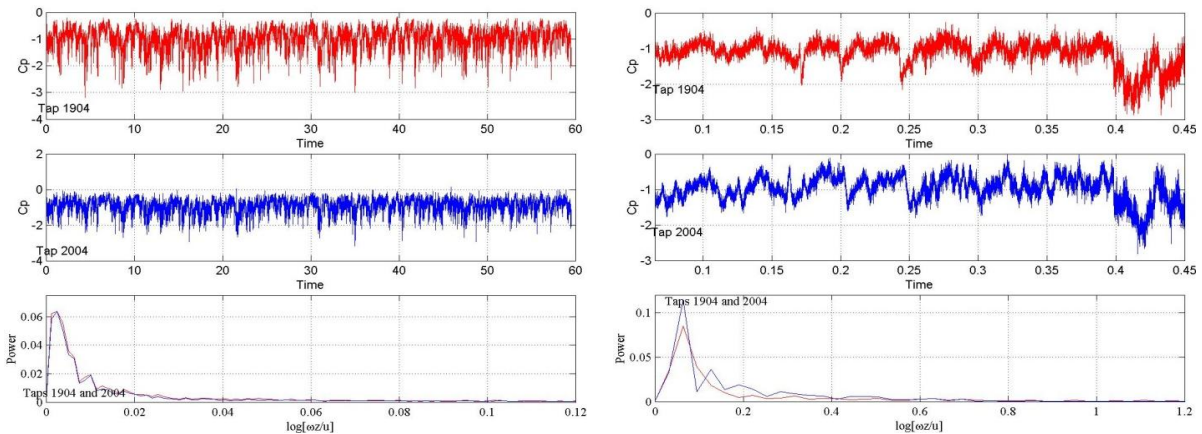 0
-1
-2
-3
-4
Cp
Tap 1904
0 10 20 30 40 50 60
Time
2
0
-2
-4
Cp
Tap 2004
0 10 20 30 40 50 60
Time
0.06
0.04
0.02
0
Power
Taps 1904 and 2004
0 0.02 0.04 0.06 0.08 0.1 0.12
log[ωz/u]
0
-1
-2
-3
Cp
Tap 1904
0.1 0.15 0.2 0.25 0.3 0.35 0.4 0.45
Time
0
-1
-2
-3
Cp
Tap 2004
0.1 0.15 0.2 0.25 0.3 0.35 0.4 0.45
Time
0.1
0.05
0
Power
Taps 1904 and 2004
0 0.2 0.4 0.6 0.8 1 1.2
log[ωz/u]